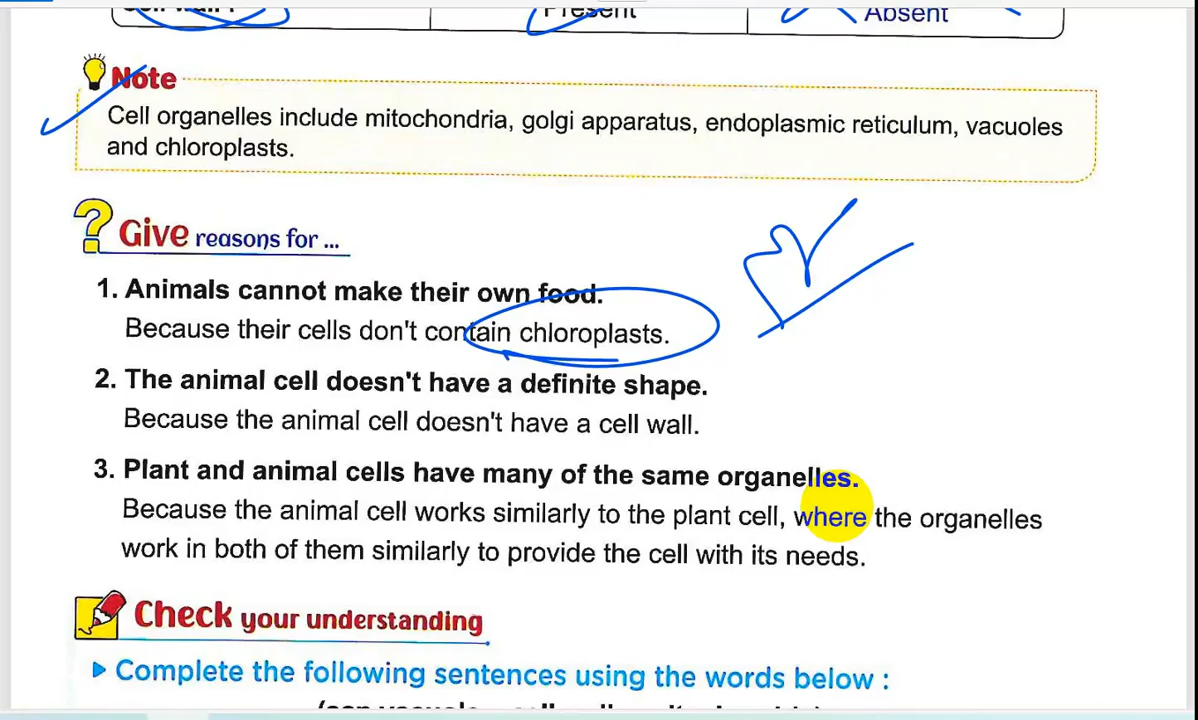 Present
Absent
Note
Cell organelles include mitochondria, golgi apparatus, endoplasmic reticulum, vacuoles
and chloroplasts.
Give reasons for ...
1. Animals cannot make their own food.
Because their cells don't contain chloroplasts.
2. The animal cell doesn't have a definite shape.
Because the animal cell doesn't have a cell wall.
3. Plant and animal cells have many of the same organelles.
Because the animal cell works similarly to the plant cell, where the organelles
work in both of them similarly to provide the cell with its needs.
Check your understanding
Complete the following sentences using the words below :